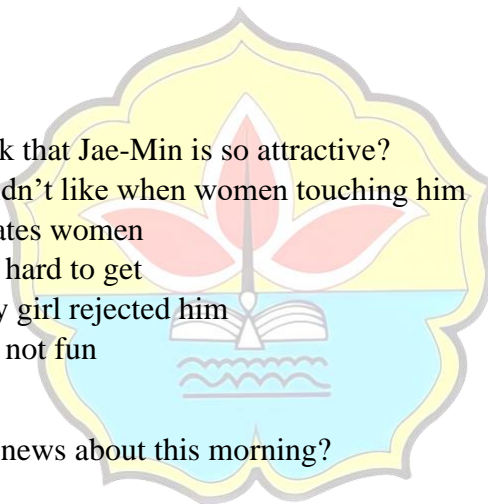 k that Jae-Min is so attractive?
dn’t like when women touching him
ates women
hard to get
y girl rejected him
not fun
news about this morning?